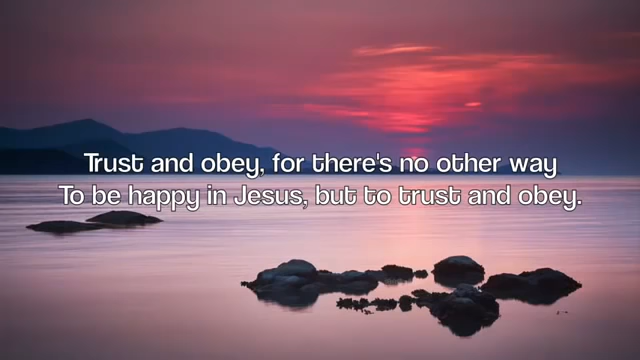 Trust and obey, for there's no other way
To be happy in Jesus, but to trust and obey.